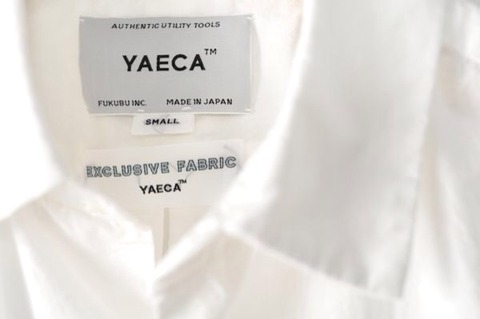 AUTHENTIC UTILITY TOOLS
YAECA™
FUKUBU INC. MADE IN JAPAN
SMALL
EXCLUSIVE FABRIC
YAECA™